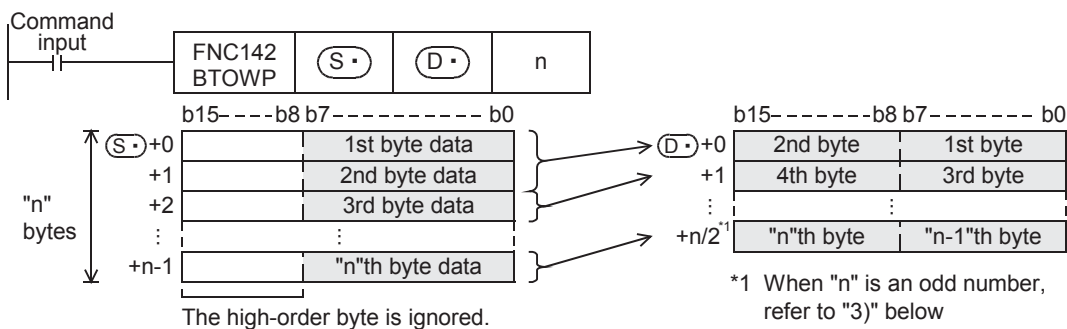 Command
input
FNC142
BTOWP
S·
D·
n
b15 b8 b7 b0
b15 b8 b7 b0
S· +0 1st byte data
+1 2nd byte data
+2 3rd byte data
⋮ ⋮
+n-1 "n"th byte data
"n"
bytes
The high-order byte is ignored.
D· +0 2nd byte 1st byte
+1 4th byte 3rd byte
⋮ ⋮
+n/2*1 "n"th byte "n-1"th byte
*1 When "n" is an odd number,
refer to "3)" below